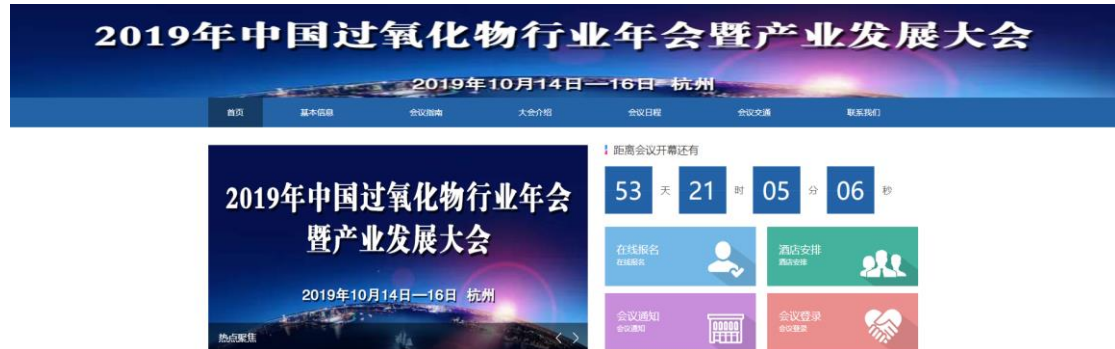 2019年中国过氧化物行业年会暨产业发展大会
2019年10月14日—16日 杭州
首页 基本信息 会议指南 大会介绍 会议日程 会议交通 联系我们
2019年中国过氧化物行业年会
暨产业发展大会
2019年10月14日—16日 杭州
热点聚焦
距离会议开幕还有
53 天 21 时 05 分 06 秒
在线报名
在线报名
酒店安排
酒店安排
会议通知
会议通知
会议登录
会议登录